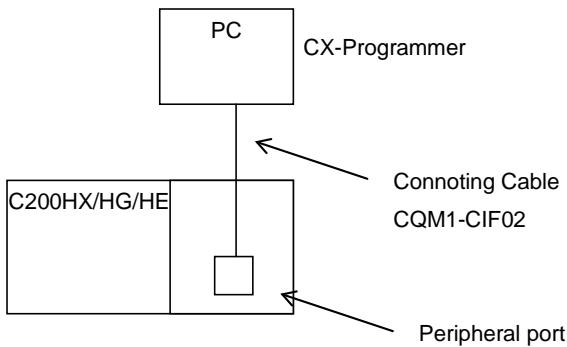 PC
CX-Programmer
Connoting Cable
CQM1-CIF02
C200HX/HG/HE
Peripheral port